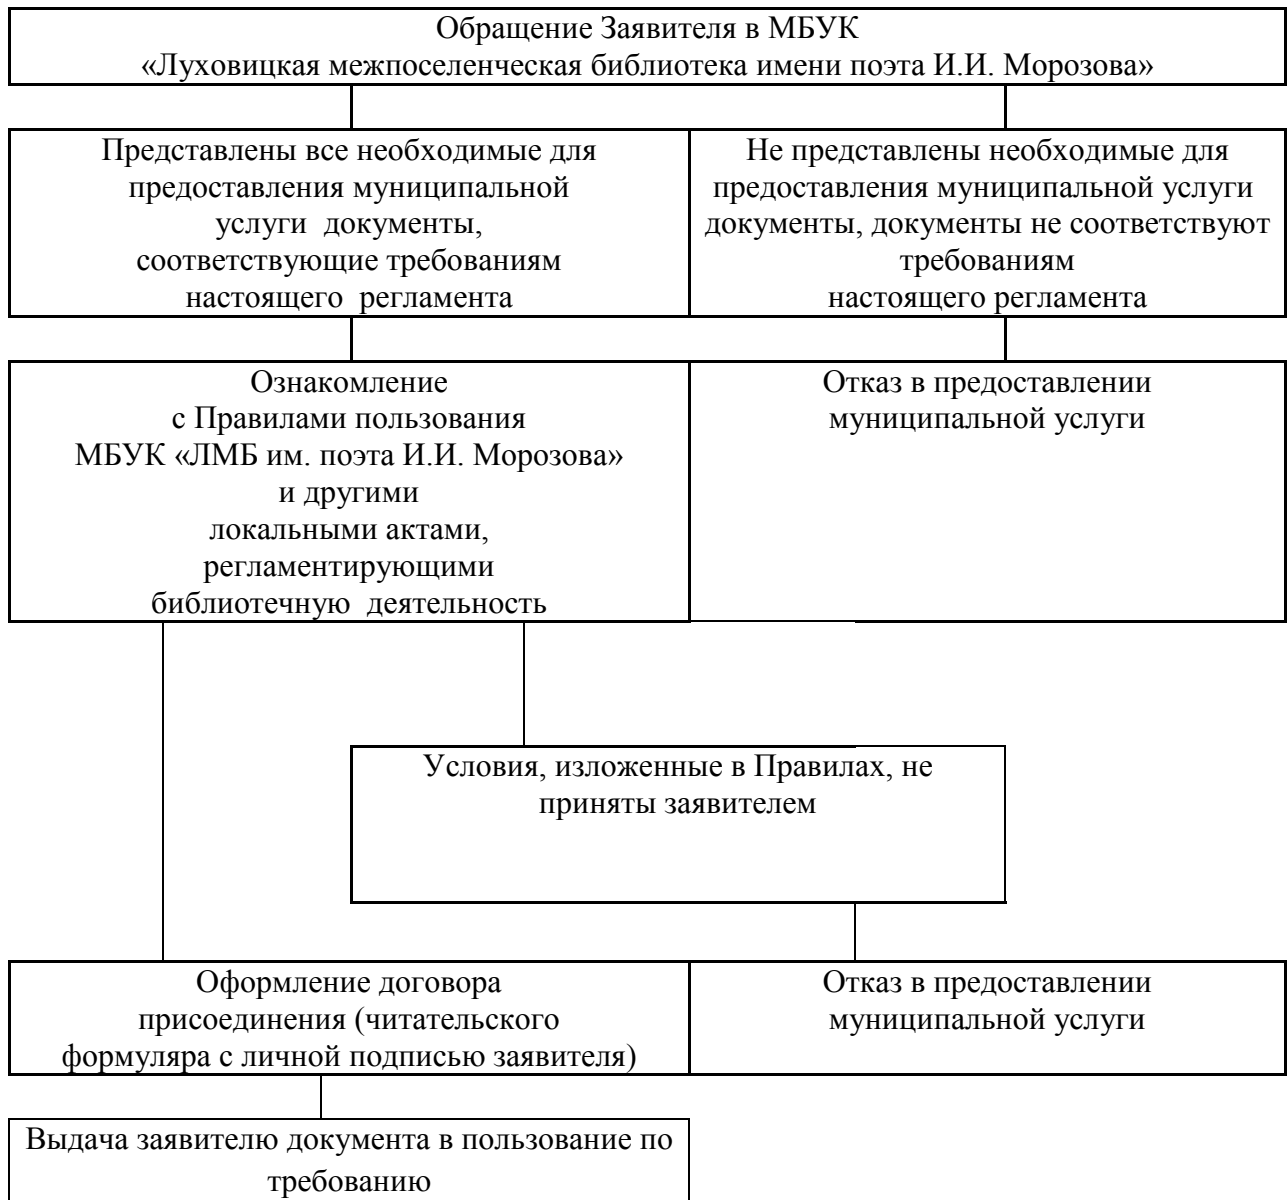 Обращение Заявителя в МБУК
«Луховицкая межпоселенческая библиотека имени поэта И.И. Морозова»
Представлены все необходимые для
предоставления муниципальной
услуги документы,
соответствующие требованиям
настоящего регламента
Не представлены необходимые для
предоставления муниципальной услуги
документы, документы не соответствуют
требованиям
настоящего регламента
Ознакомление
с Правилами пользования
МБУК «ЛМБ им. поэта И.И. Морозова»
и другими
локальными актами,
регламентирующими
библиотечную деятельность
Отказ в предоставлении
муниципальной услуги
Условия, изложенные в Правилах, не
приняты заявителем
Оформление договора
присоединения (читательского
формуляра с личной подписью заявителя)
Отказ в предоставлении
муниципальной услуги
Выдача заявителю документа в пользование по
требованию